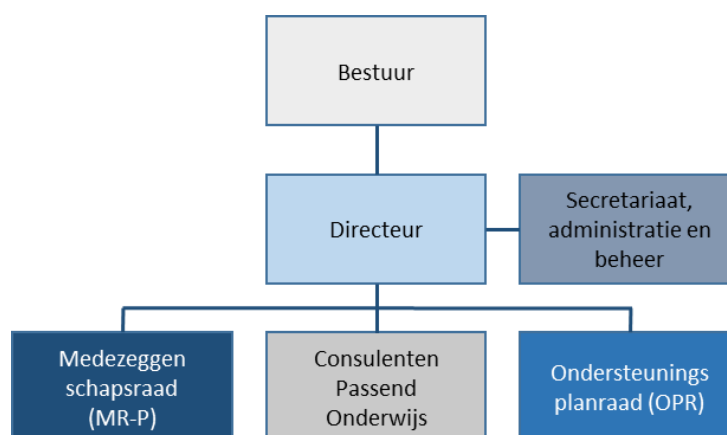 Bestuur
Directeur
Secretariaat,
administratie en
beheer
Medezeggen
schapsraad
(MR-P)
Consulenten
Passend
Onderwijs
Ondersteunings
planraad (OPR)